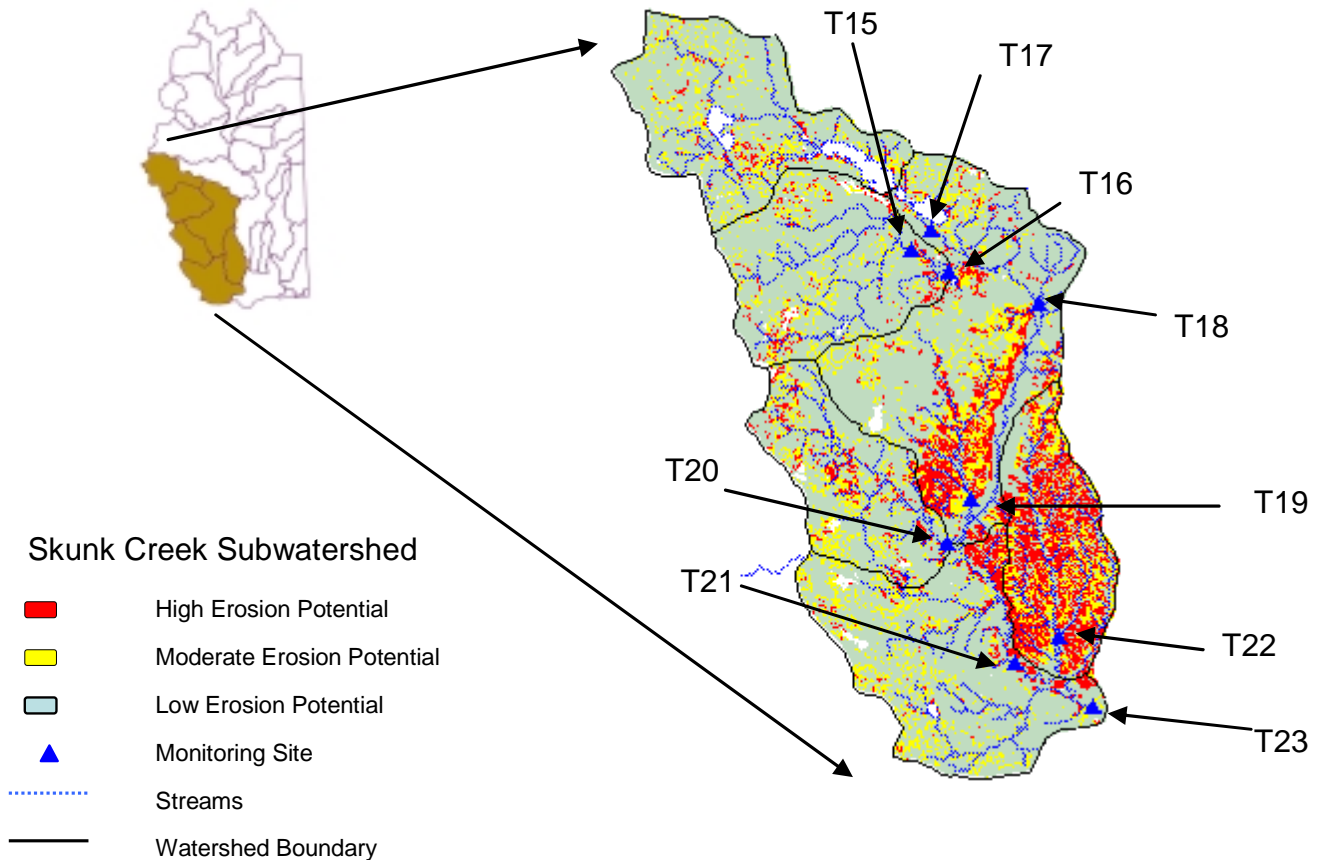 T15
T17
T16
T18
T20
T19
T21
T22
T23
Skunk Creek Subwatershed
High Erosion Potential
Moderate Erosion Potential
Low Erosion Potential
Monitoring Site
Streams
Watershed Boundary